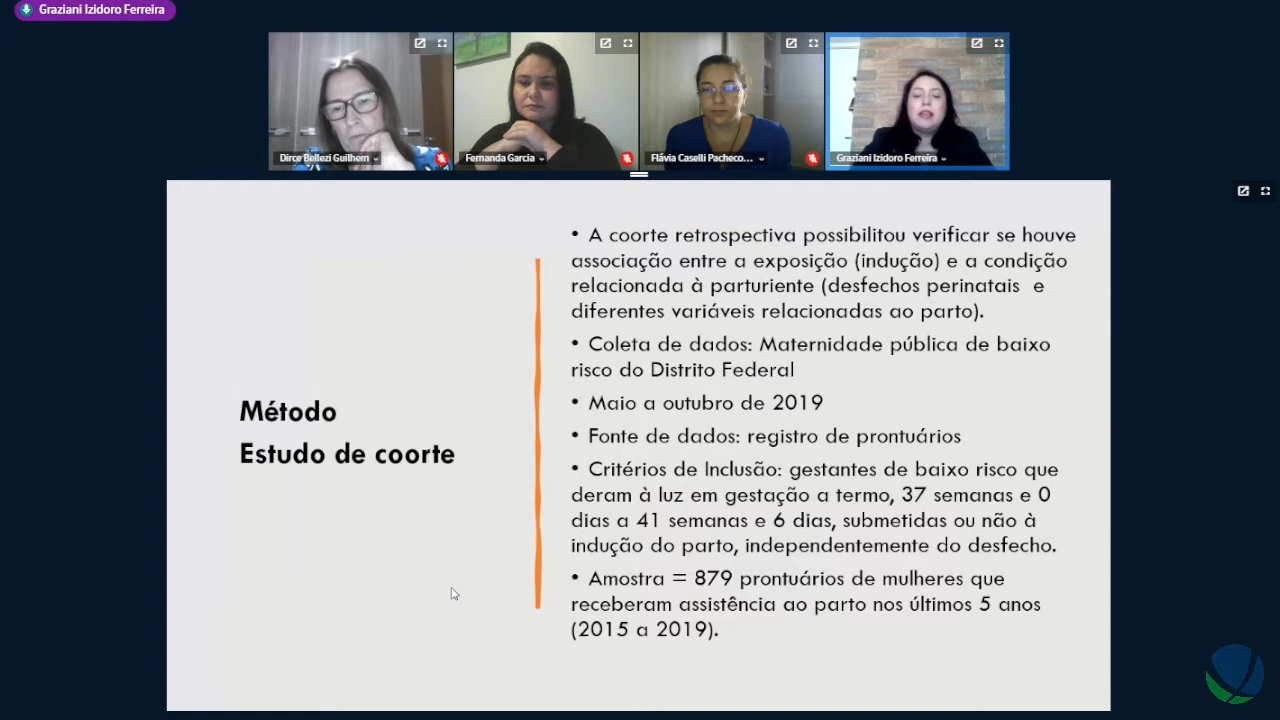 Graziani Izidoro Ferreira
Dirce Bellezi Guilhem
Fernanda Garcia
Flávia Caselli Pacheco...
Graziani Izidoro Ferreira
Método
Estudo de coorte
• A coorte retrospectiva possibilitou verificar se houve
associação entre a exposição (indução) e a condição
relacionada à parturiente (desfechos perinatais e
diferentes variáveis relacionadas ao parto).
• Coleta de dados: Maternidade pública de baixo
risco do Distrito Federal
• Maio a outubro de 2019
• Fonte de dados: registro de prontuários
• Critérios de Inclusão: gestantes de baixo risco que
deram à luz em gestação a termo, 37 semanas e 0
dias a 41 semanas e 6 dias, submetidas ou não à
indução do parto, independentemente do desfecho.
• Amostra = 879 prontuários de mulheres que
receberam assistência ao parto nos últimos 5 anos
(2015 a 2019).